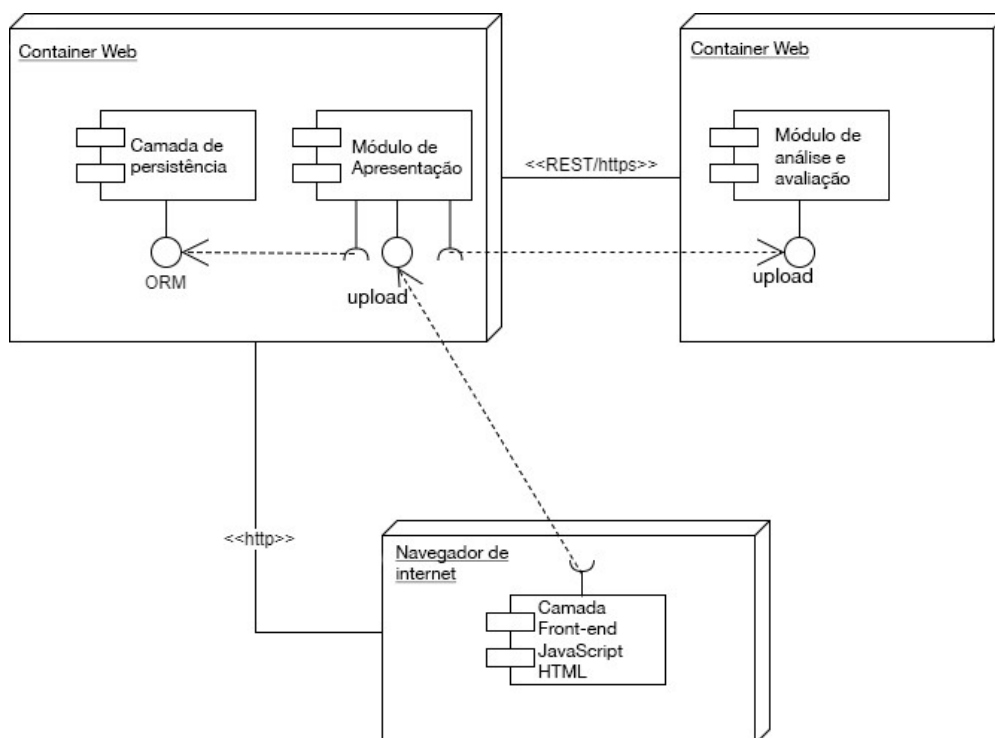 Container Web
Camada de
persistência
Módulo de
Apresentação
ORM
upload
<<REST/https>>
Container Web
Módulo de
análise e
avaliação
upload
<<http>>
Navegador de
internet
Camada
Front-end
JavaScript
HTML